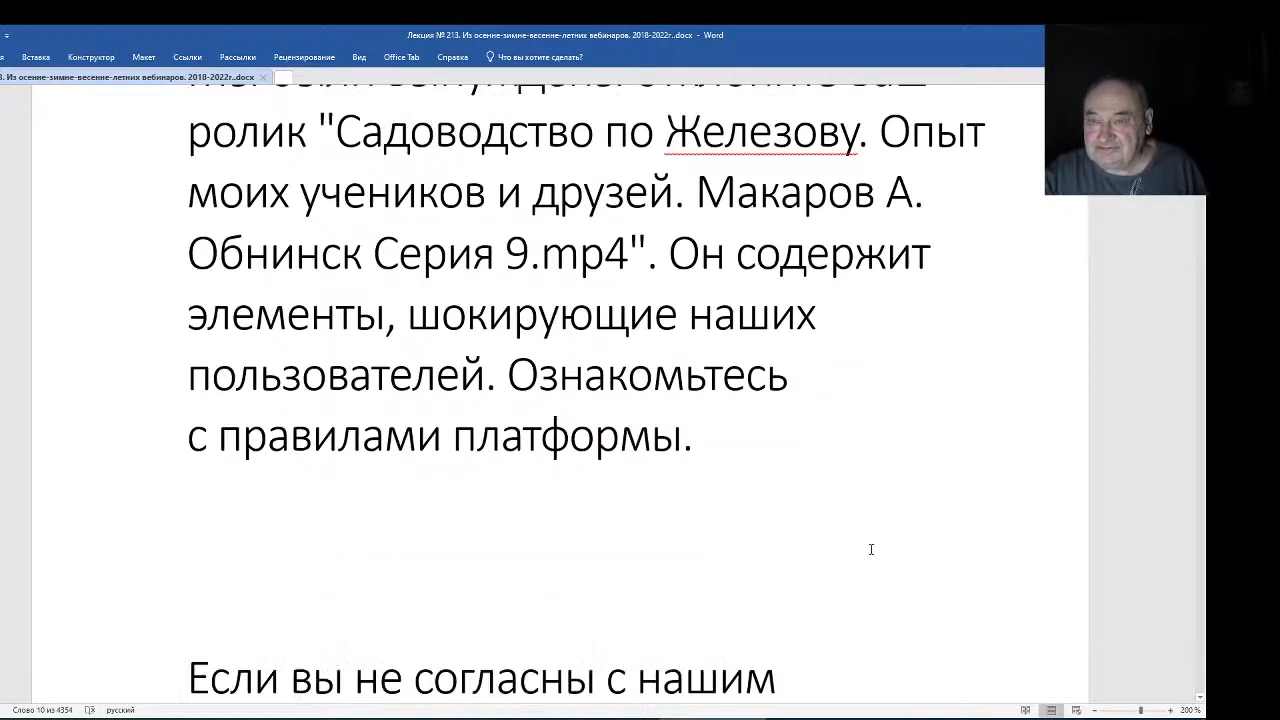 Лекция № 213. Из осенне-зимне-весенне-летних вебинаров. 2018-2022г..docx - Word
Вставка Конструктор Макет Ссылки Рассылки Рецензирование Вид Office Tab Справка Что вы хотите сделать?
3. Из осенне-зимне-весенне-летних вебинаров. 2018-2022г..docx
ролик "Садоводство по Железову. Опыт
моих учеников и друзей. Макаров А.
Обнинск Серия 9.mp4". Он содержит
элементы, шокирующие наших
пользователей. Ознакомьтесь
с правилами платформы.
Если вы не согласны с нашим
Слово 10 из 4354 русский 200 %